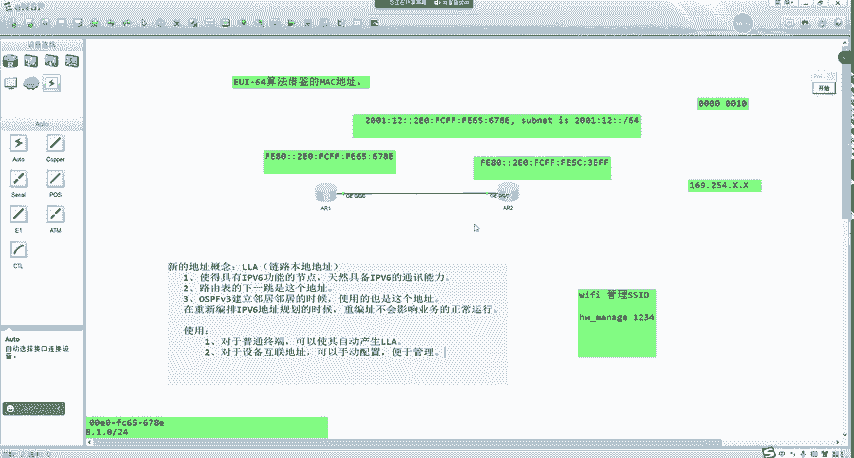 eNSP
EUI-64算法借鉴的MAC地址。
0000 0010
开始
2001:12::2E0:FCFF:FE65:678E, subnet is 2001:12::/64
FE80::2E0:FCFF:FE65:678E
FE80::2E0:FCFF:FE5C:3EFF
169.254.X.X
AR1
AR2
Auto
Auto
Copper
Serial
POS
E1
ATM
CTL
新的地址概念：LLA（链路本地地址）
1、使得具有IPV6功能的节点，天然具备IPV6的通讯能力。
2、路由表的下一跳是这个地址。
3、OSPFv3建立邻居邻居的时候，使用的也是这个地址。
在重新编排IPV6地址规划的时候，重编址不会影响业务的正常运行。
使用：
1、对于普通终端，可以使其自动产生LLA。
2、对于设备互联地址，可以手动配置，便于管理。
wifi 管理SSID
hw_manage 1234
Auto
自动选择接口连接设备。
00e0-fc65-678e
8.1.0/24